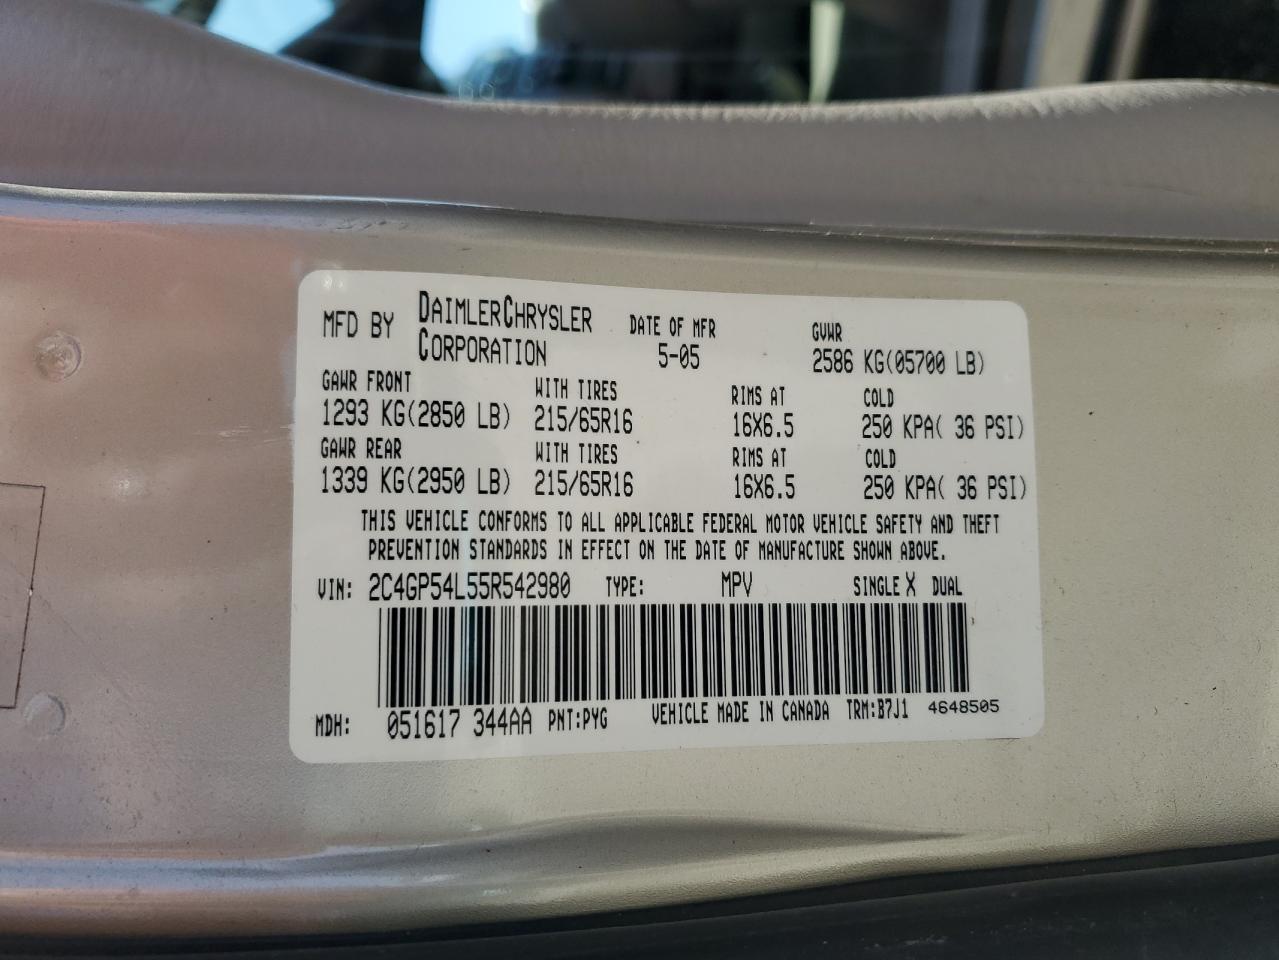 MFD BY DAIMLERCHRYSLER CORPORATION DATE OF MFR 5-05 GVWR 2586 KG(05700 LB)
GAWR FRONT WITH TIRES RIMS AT COLD
1293 KG(2850 LB) 215/65R16 16X6.5 250 KPA( 36 PSI)
GAWR REAR WITH TIRES RIMS AT COLD
1339 KG(2950 LB) 215/65R16 16X6.5 250 KPA( 36 PSI)
THIS VEHICLE CONFORMS TO ALL APPLICABLE FEDERAL MOTOR VEHICLE SAFETY AND THEFT
PREVENTION STANDARDS IN EFFECT ON THE DATE OF MANUFACTURE SHOWN ABOVE.
VIN: 2C4GP54L55R542980 TYPE: MPV SINGLE X DUAL
MDH: 051617 344AA PNT:PYG VEHICLE MADE IN CANADA TRM:B7J1 4648505